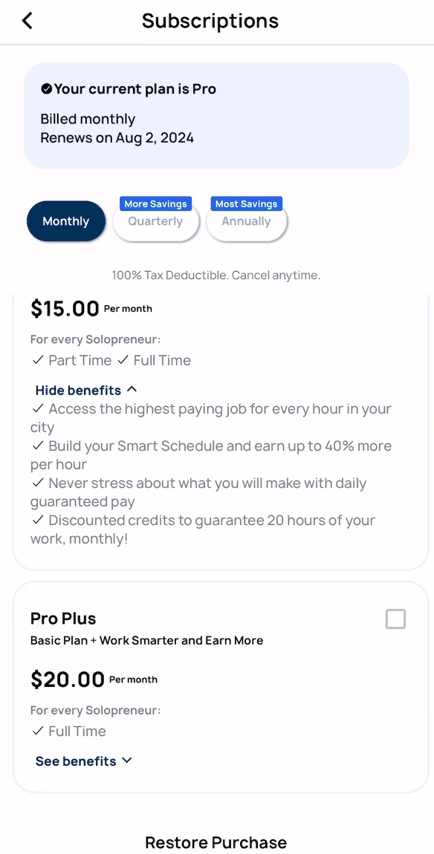 Subscriptions
Your current plan is Pro
Billed monthly
Renews on Aug 2, 2024
More Savings
Most Savings
Monthly
Quarterly
Annually
100% Tax Deductible. Cancel anytime.
$15.00 Per month
For every Solopreneur:
✓ Part Time ✓ Full Time
Hide benefits
✓ Access the highest paying job for every hour in your
city
✓ Build your Smart Schedule and earn up to 40% more
per hour
✓ Never stress about what you will make with daily
guaranteed pay
✓ Discounted credits to guarantee 20 hours of your
work, monthly!
Pro Plus
Basic Plan + Work Smarter and Earn More
$20.00 Per month
For every Solopreneur:
✓ Full Time
See benefits
Restore Purchase